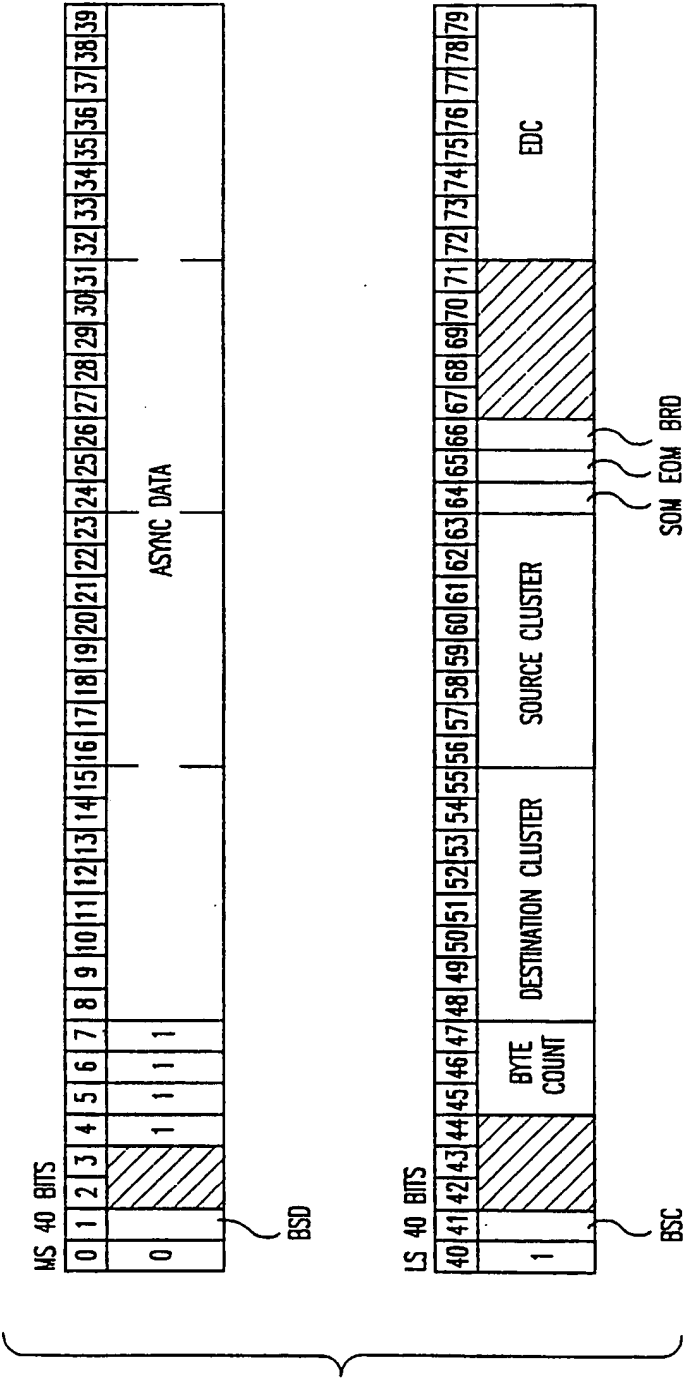 MS 40 BITS
0 1 2 3 4 5 6 7 8 9 10 11 12 13 14 15 16 17 18 19 20 21 22 23 24 25 26 27 28 29 30 31 32 33 34 35 36 37 38 39
0 1 1 1 1 ASYNC DATA
BSD
LS 40 BITS
40 41 42 43 44 45 46 47 48 49 50 51 52 53 54 55 56 57 58 59 60 61 62 63 64 65 66 67 68 69 70 71 72 73 74 75 76 77 78 79
1 BYTE COUNT DESTINATION CLUSTER SOURCE CLUSTER EDC
BSC SOM EOM BRD